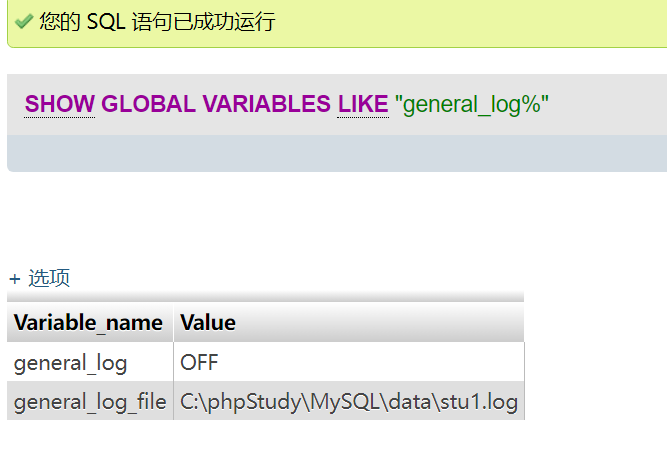 您的 SQL 语句已成功运行
SHOW GLOBAL VARIABLES LIKE "general_log%"
+ 选项
Variable_name Value
general_log OFF
general_log_file C:\phpStudy\MySQL\data\stu1.log